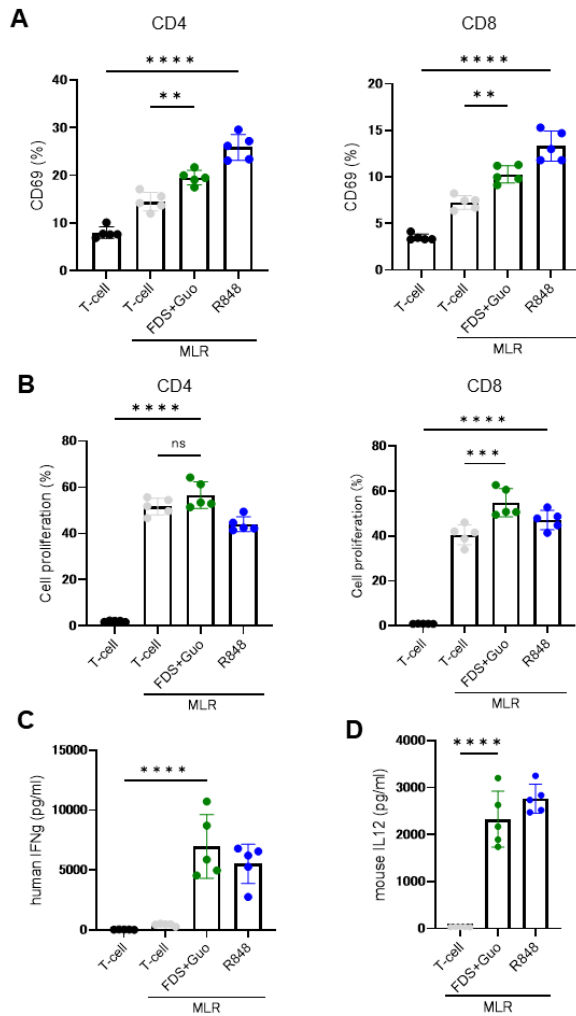 A
CD4
CD8
****
**
****
**
CD69 (%)
40
30
20
10
0
CD69 (%)
20
15
10
5
0
T-cell
T-cell
FDS+Guo
R848
MLR
T-cell
T-cell
FDS+Guo
R848
MLR
B
CD4
CD8
****
ns
****
***
Cell proliferation (%)
80
60
40
20
0
Cell proliferation (%)
80
60
40
20
0
T-cell
T-cell
FDS+Guo
R848
MLR
T-cell
T-cell
FDS+Guo
R848
MLR
C
D
****
****
human IFNg (pg/ml)
15000
10000
5000
0
mouse IL12 (pg/ml)
4000
3000
2000
1000
0
T-cell
T-cell
FDS+Guo
R848
MLR
T-cell
FDS+Guo
R848
MLR